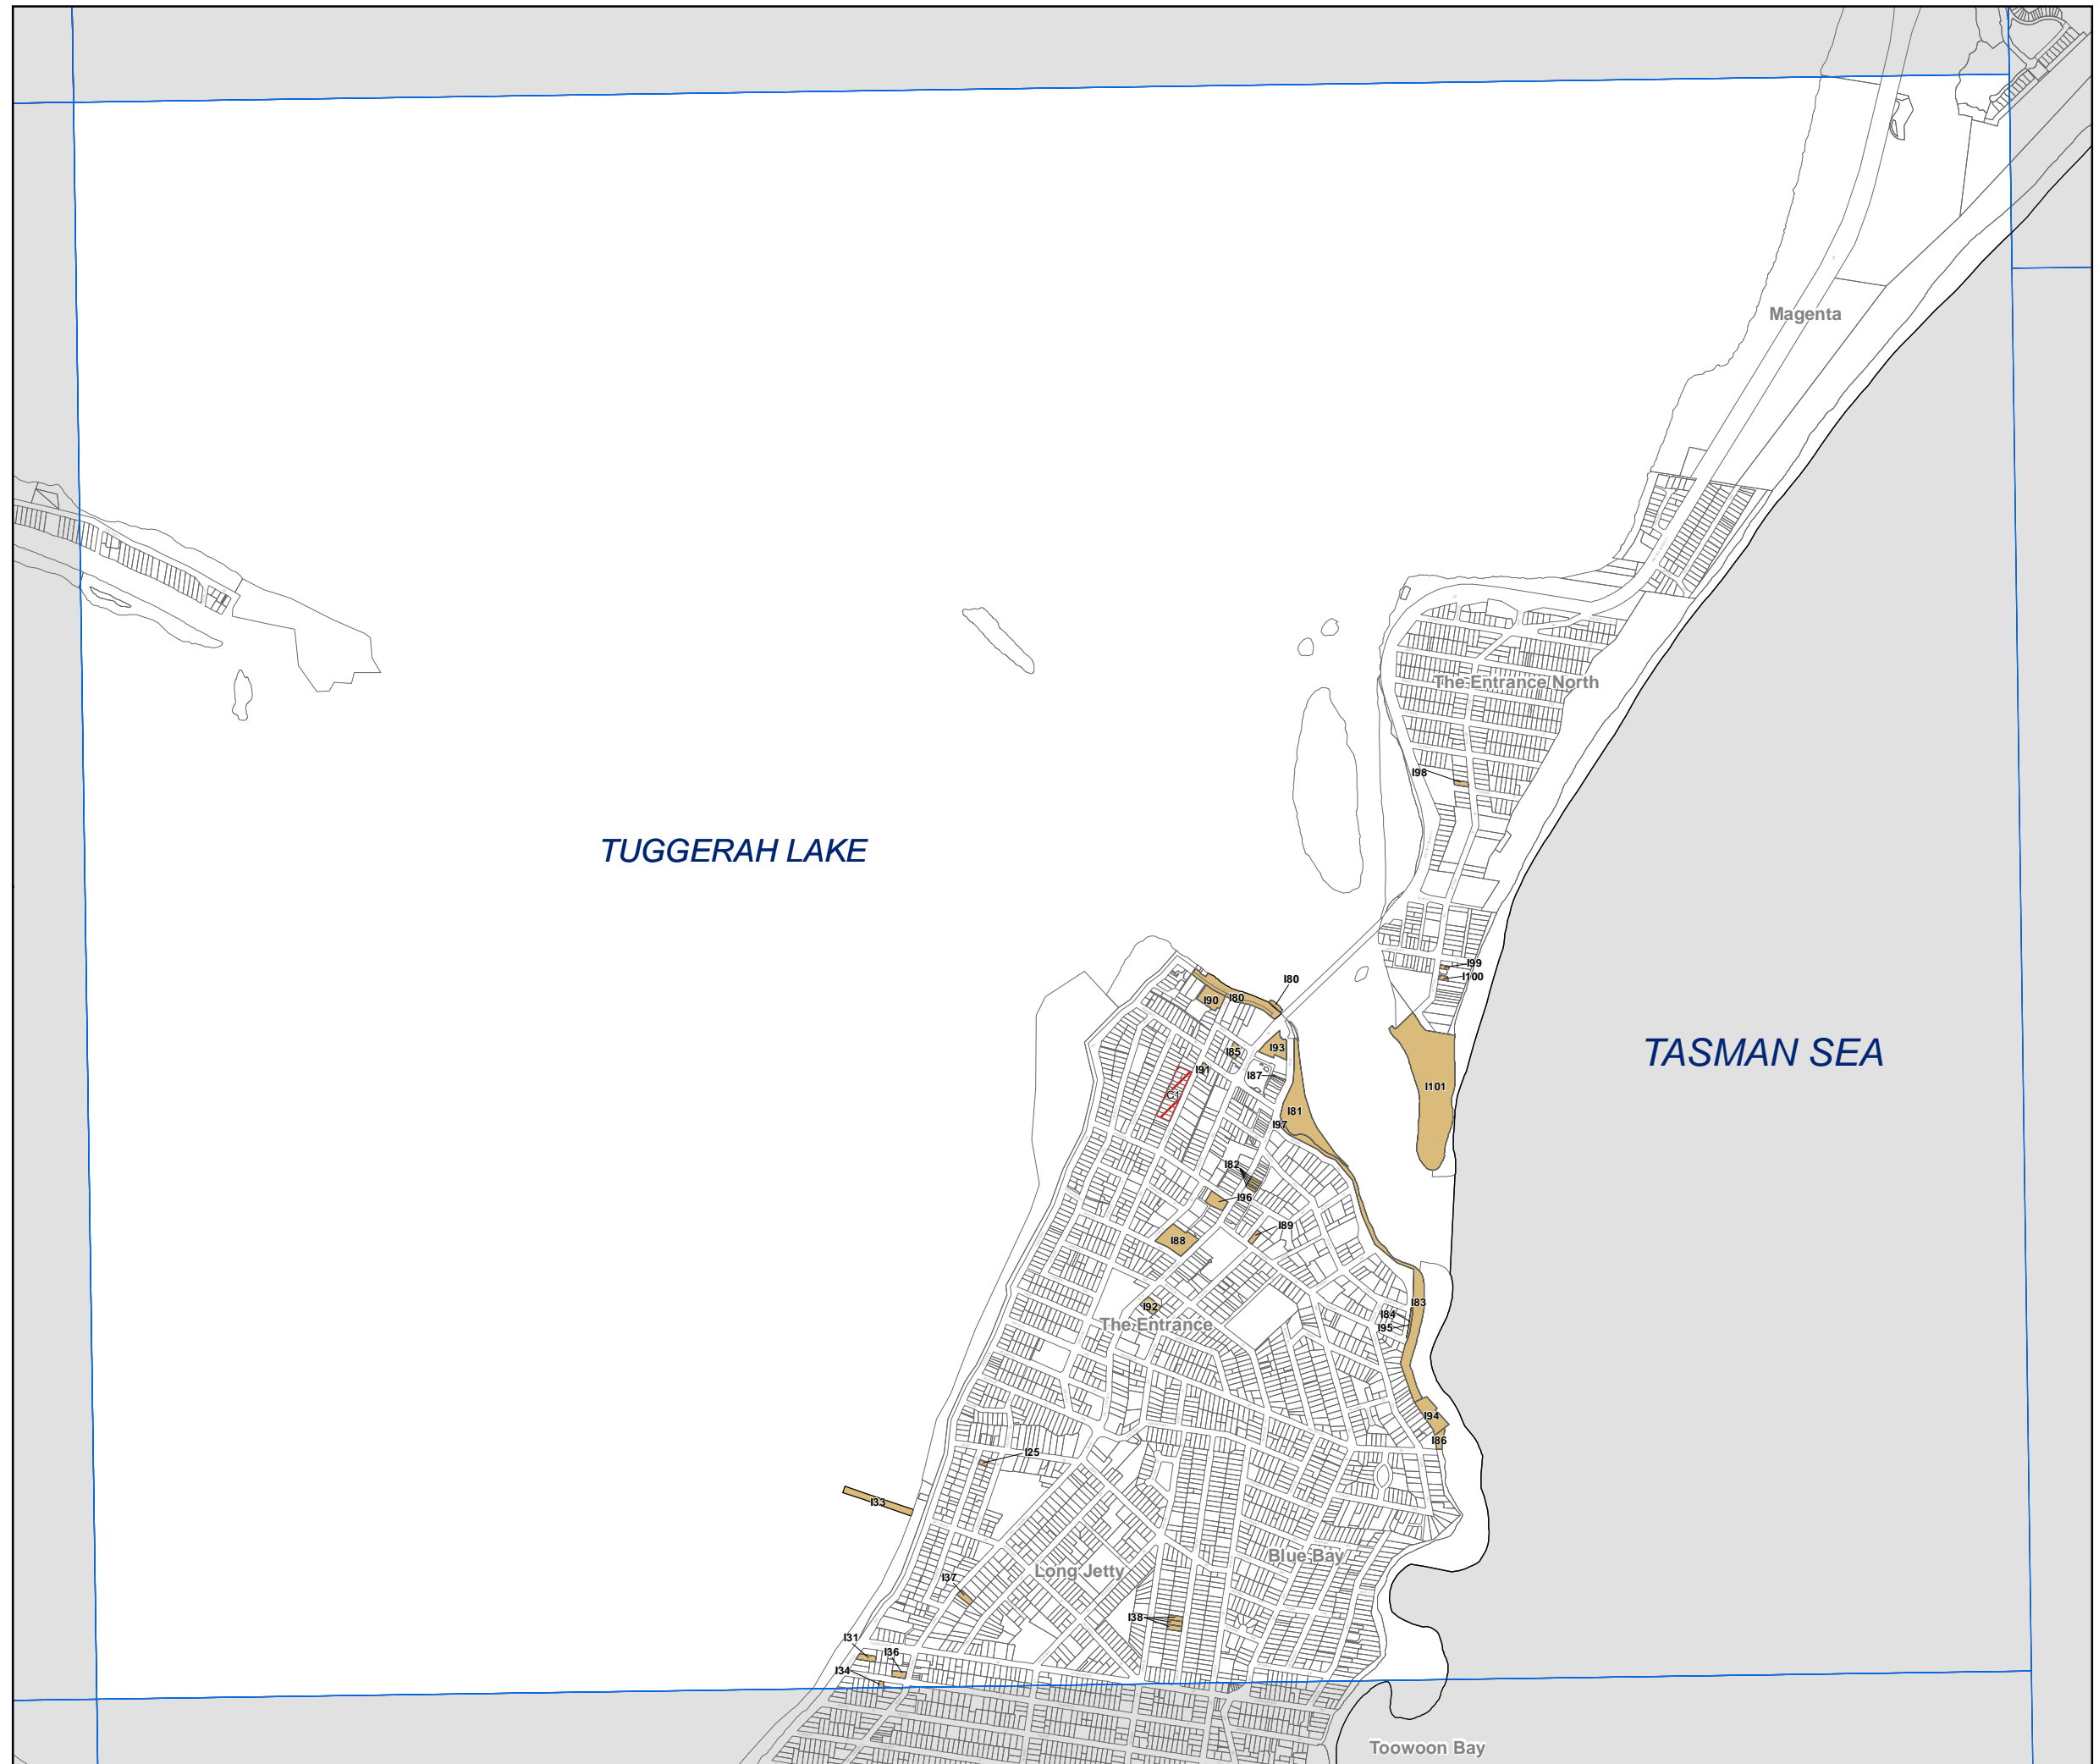 Magenta
The Entrance North
I98
TUGGERAH LAKE
I99
I100
I80
I90
I80
I93
I85
TASMAN SEA
I91
I87
I101
C1
I81
I97
I82
I96
I89
I88
I83
I92
I84
The Entrance
I95
I94
I86
I25
I33
Blue Bay
Long Jetty
I37
I38
I31
I36
I34
Toowoon Bay